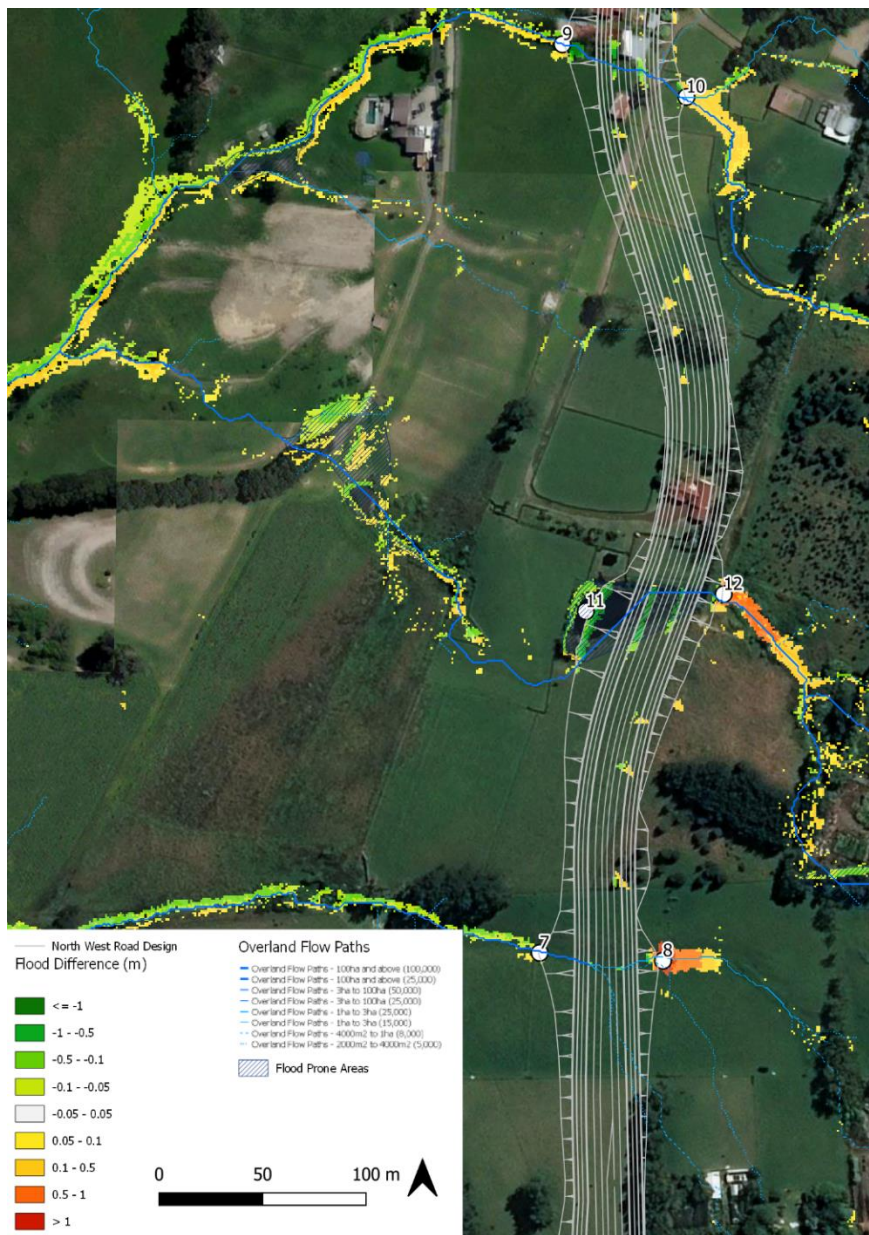 9
10
11
12
7
8
North West Road Design
Flood Difference (m)
<= -1
-1 - -0.5
-0.5 - -0.1
-0.1 - -0.05
-0.05 - 0.05
0.05 - 0.1
0.1 - 0.5
0.5 - 1
> 1
Overland Flow Paths
Overland Flow Paths - 100ha and above (100,000)
Overland Flow Paths - 100ha and above (25,000)
Overland Flow Paths - 3ha to 100ha (50,000)
Overland Flow Paths - 3ha to 100ha (25,000)
Overland Flow Paths - 1ha to 3ha (25,000)
Overland Flow Paths - 1ha to 3ha (15,000)
Overland Flow Paths - 4000m2 to 1ha (8,000)
Overland Flow Paths - 2000m2 to 4000m2 (5,000)
Flood Prone Areas
0 50 100 m